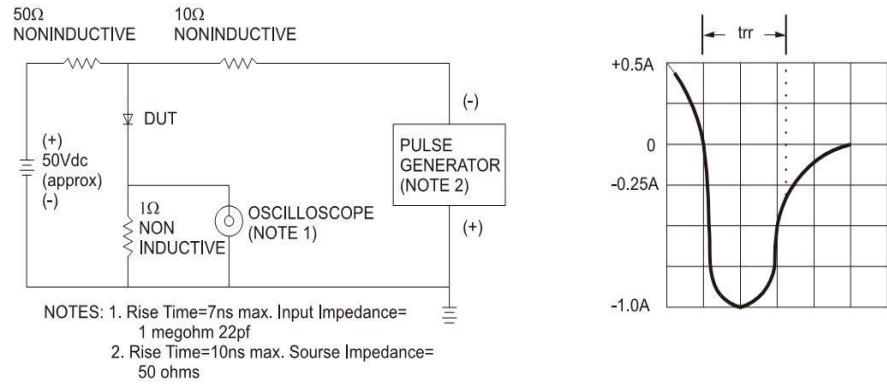 50Ω
NONINDUCTIVE
10Ω
NONINDUCTIVE
DUT
(+)
50Vdc
(approx)
(-)
1Ω
NON
INDUCTIVE
OSCILLOSCOPE
(NOTE 1)
(-)
PULSE
GENERATOR
(NOTE 2)
(+)
NOTES: 1. Rise Time=7ns max. Input Impedance=
1 megohm 22pf
2. Rise Time=10ns max. Sourse Impedance=
50 ohms
trr
+0.5A
0
-0.25A
-1.0A